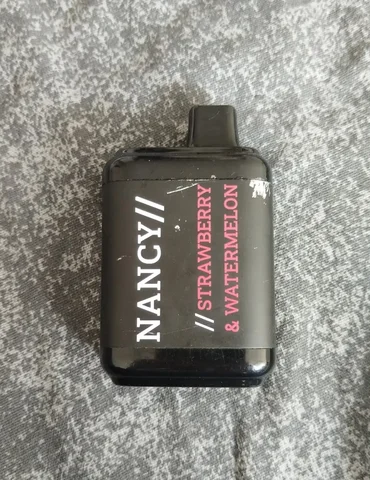 NANCY//
// STRAWBERRY
& WATERMELON